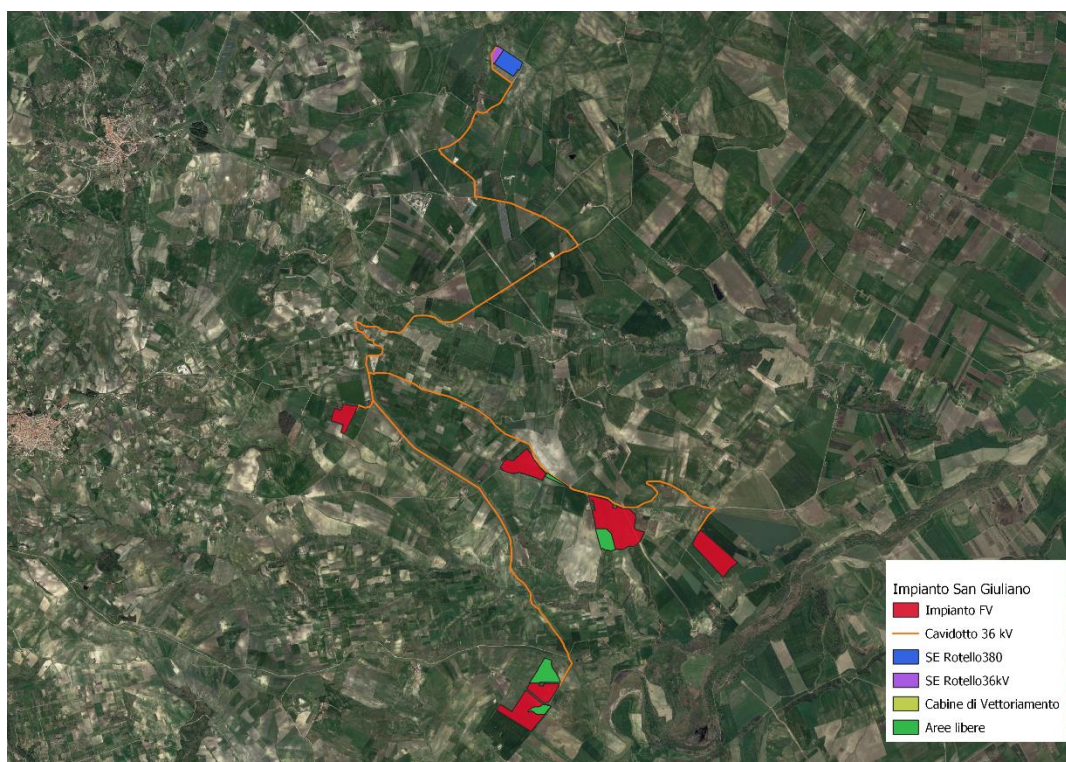 Impianto San Giuliano
Impianto FV
Cavidotto 36 kV
SE Rotello380
SE Rotello36kV
Cabine di Vettoriamento
Aree libere